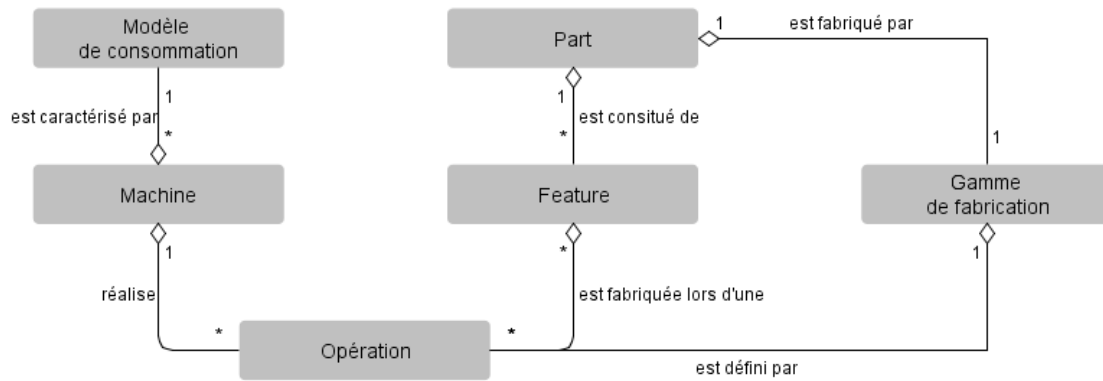 Modèle
de consommation
Part
1
est fabriqué par
1
est caractérisé par
*
1
est consitué de
*
1
Machine
Feature
Gamme
de fabrication
1
*
1
réalise
est fabriquée lors d'une
*
Opération
*
est défini par